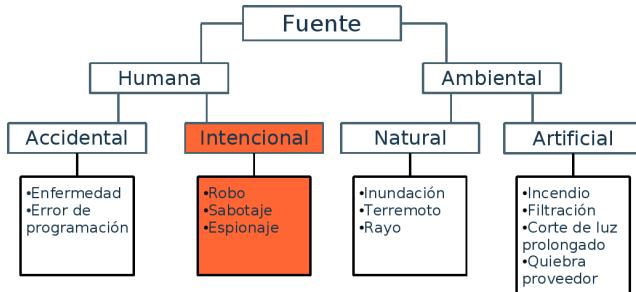 Fuente
Humana
Ambiental
Accidental
Intencional
Natural
Artificial
•Enfermedad
•Error de
programación
•Robo
•Sabotaje
•Espionaje
•Inundación
•Terremoto
•Rayo
•Incendio
•Filtración
•Corte de luz
prolongado
•Quiebra
proveedor